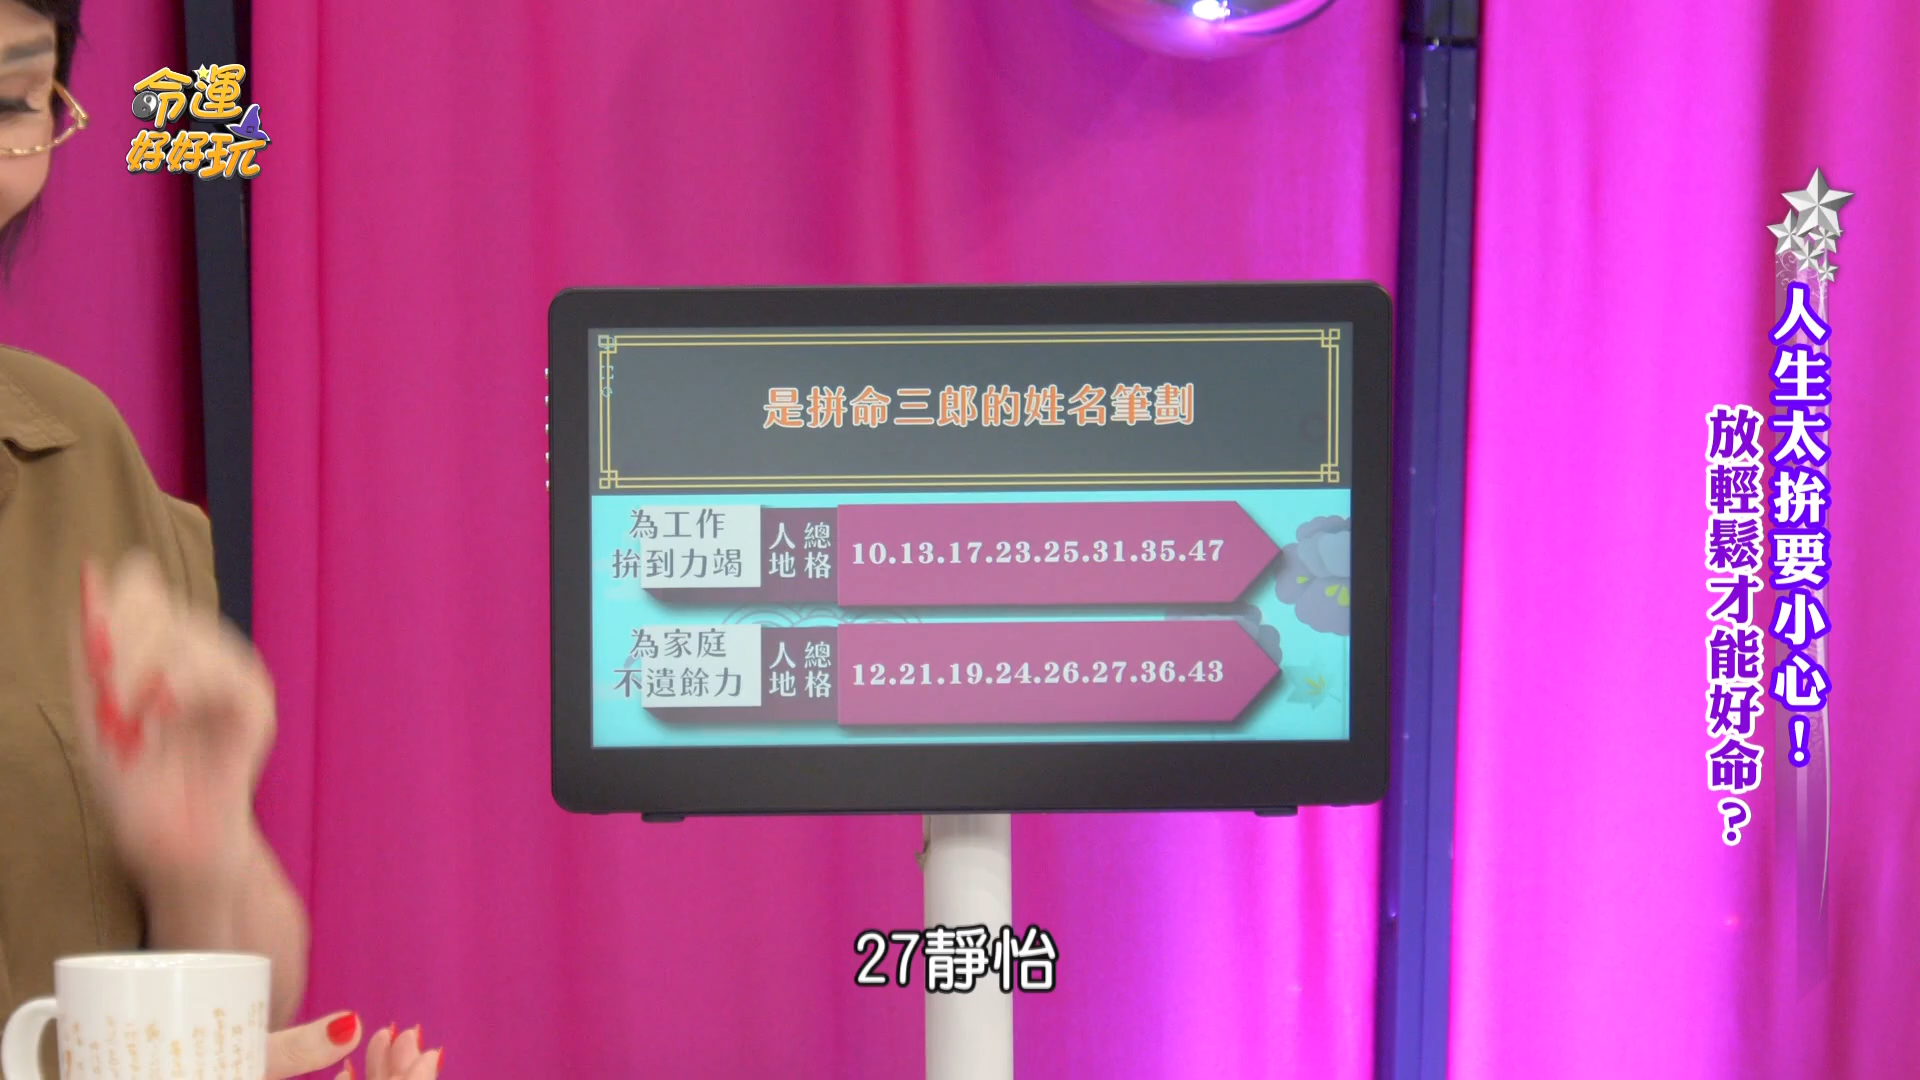 命運
好好玩
人生太拚要小心!
放輕鬆才能好命?
是拼命三郎的姓名筆劃
為工作
拚到力竭
人地
總格
10.13.17.23.25.31.35.47
為家庭
不遺餘力
人地
總格
12.21.19.24.26.27.36.43
27靜怡